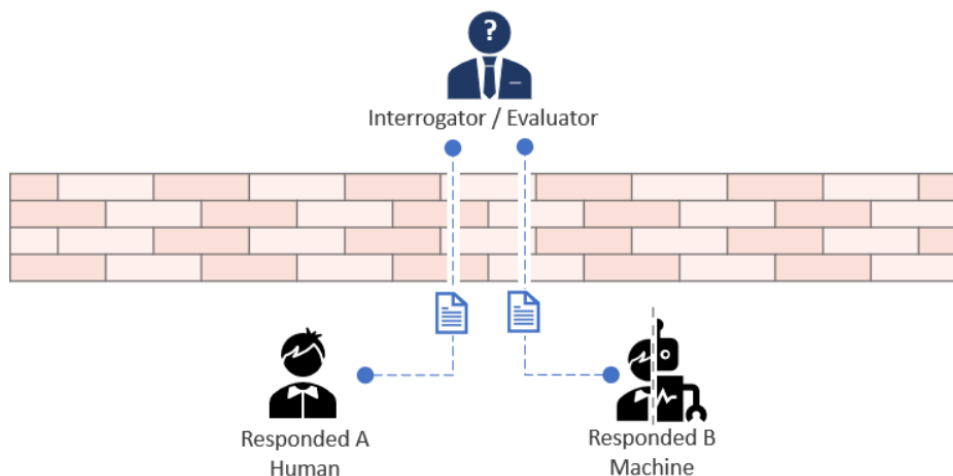 ?
Interrogator / Evaluator
Responded A
Human
Responded B
Machine